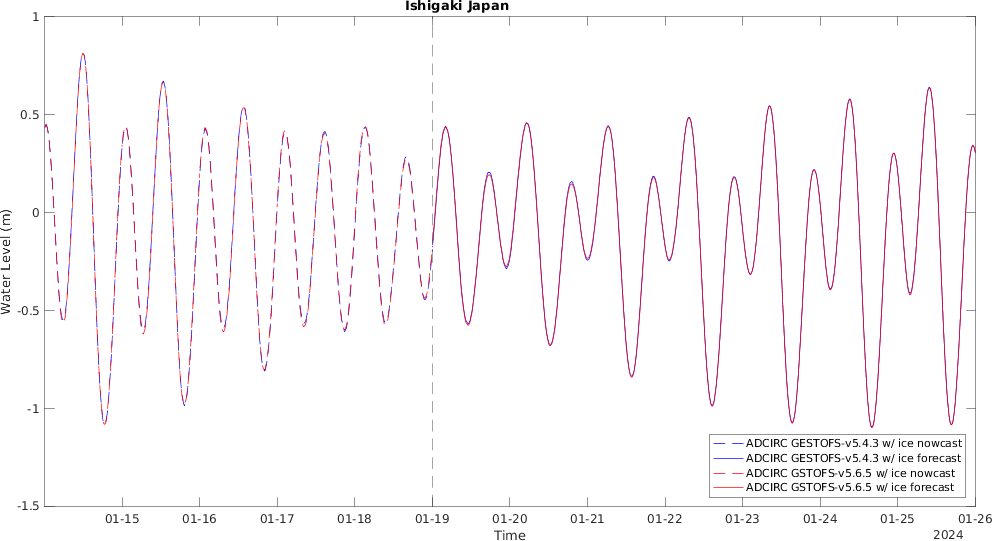 Ishigaki Japan
1
0.5
0
-0.5
-1
-1.5
Water Level (m)
01-15 01-16 01-17 01-18 01-19 01-20 01-21 01-22 01-23 01-24 01-25 01-26
Time
2024
ADCIRC GESTOFS-v5.4.3 w/ ice nowcast
ADCIRC GESTOFS-v5.4.3 w/ ice forecast
ADCIRC GSTOFS-v5.6.5 w/ ice nowcast
ADCIRC GSTOFS-v5.6.5 w/ ice forecast